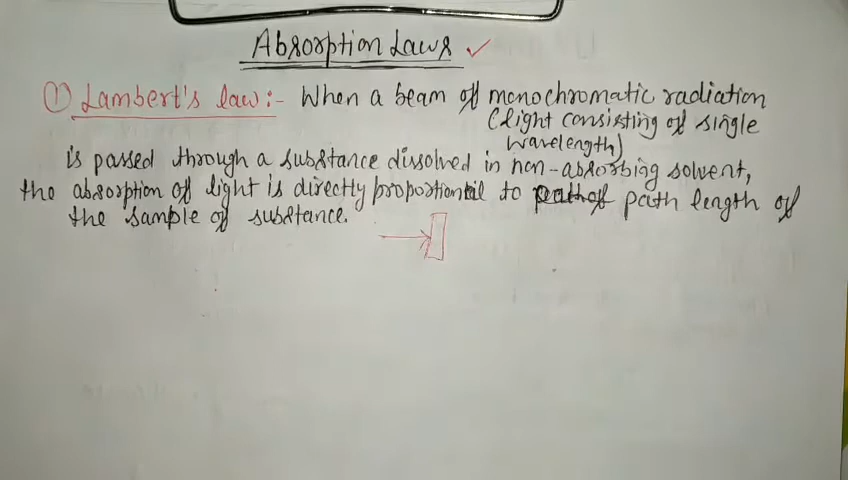 Absorption Laws
① Lambert's law:- When a beam of monochromatic radiation
(light consisting of single
wavelength)
is passed through a substance dissolved in non-absorbing solvent,
the absorption of light is directly proportional to path of path length of
the sample of substance.